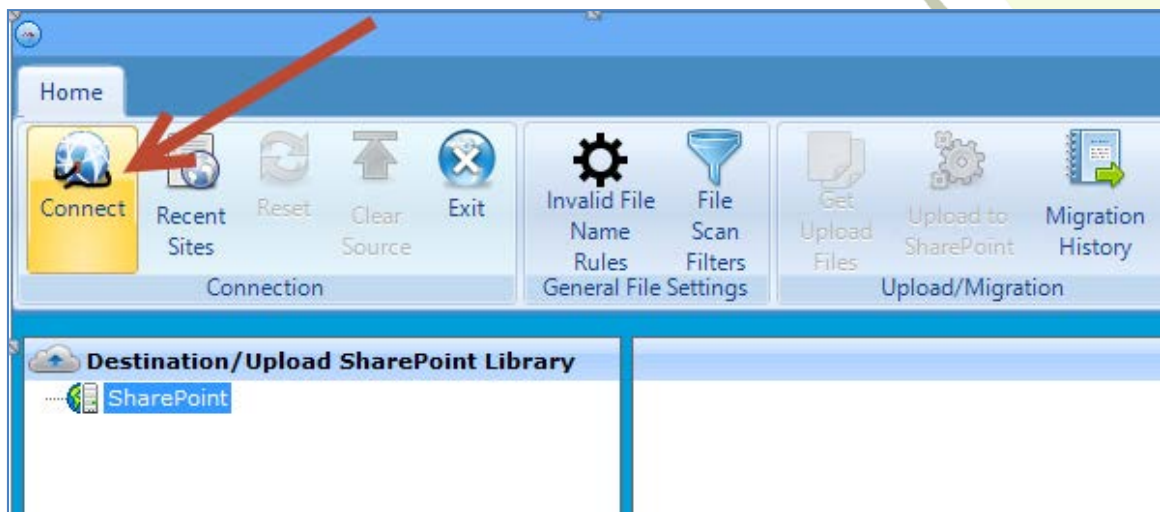 Home
Connect
Recent
Sites
Reset
Clear
Source
Exit
Connection
Invalid File
Name
Rules
File
Scan
Filters
General File Settings
Get
Upload
Files
Upload to
SharePoint
Migration
History
Upload/Migration
Destination/Upload SharePoint Library
SharePoint